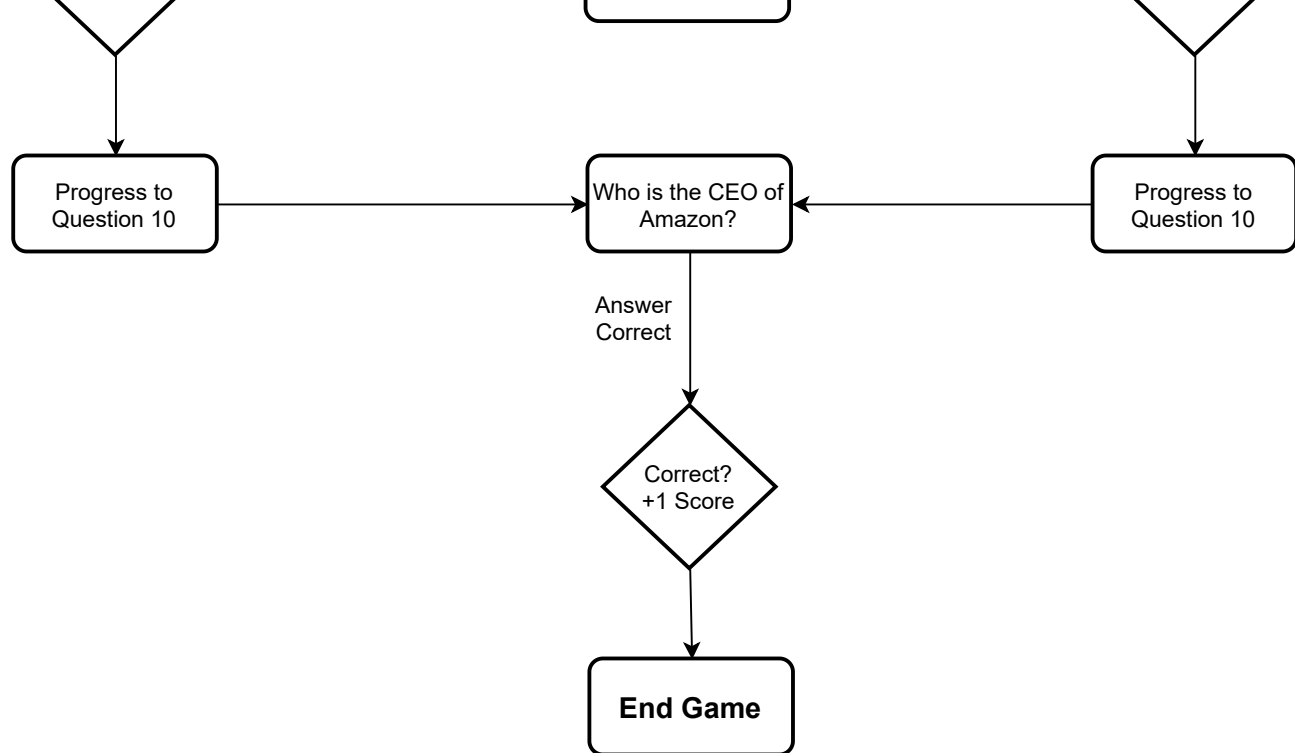 Progress to
Question 10
Who is the CEO of
Amazon?
Progress to
Question 10
Answer
Correct
Correct?
+1 Score
End Game